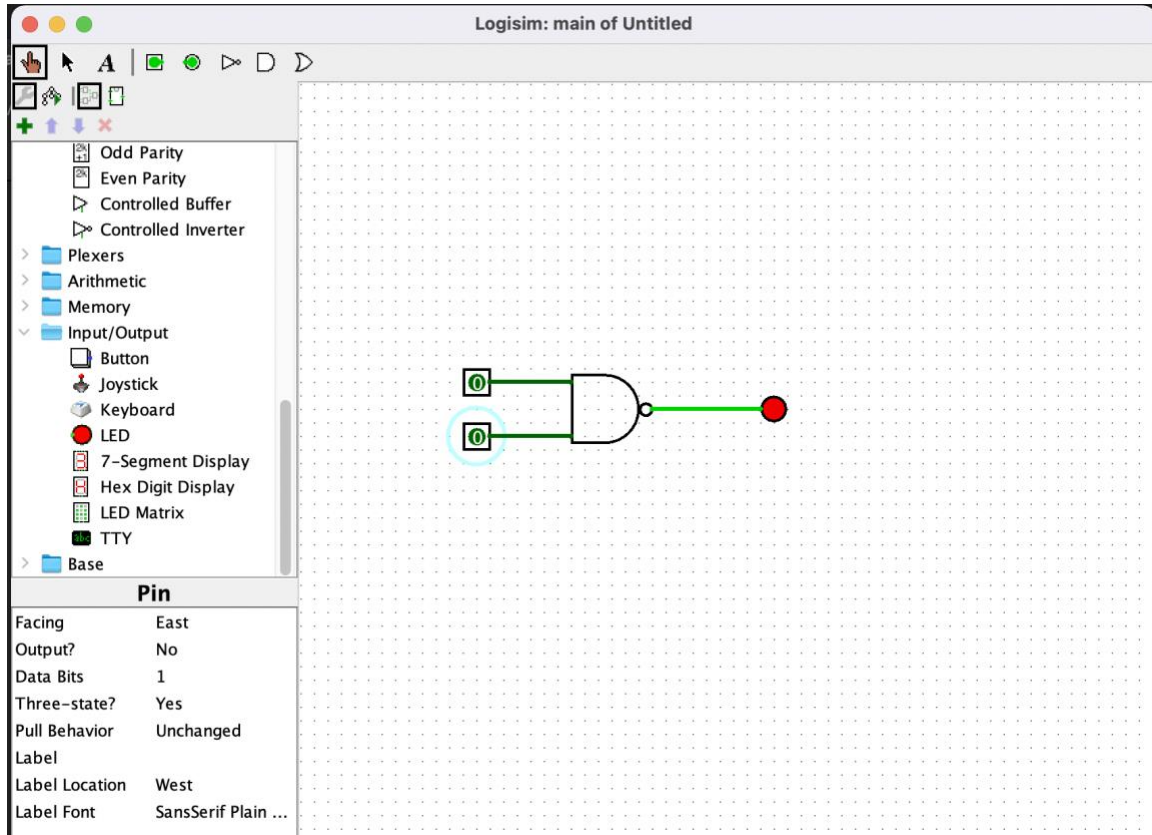 Logisim: main of Untitled
A
Odd Parity
Even Parity
Controlled Buffer
Controlled Inverter
Plexers
Arithmetic
Memory
Input/Output
Button
Joystick
Keyboard
LED
7-Segment Display
Hex Digit Display
LED Matrix
abc TTY
Base
Pin
Facing East
Output? No
Data Bits 1
Three-state? Yes
Pull Behavior Unchanged
Label
Label Location West
Label Font SansSerif Plain ...
0
0